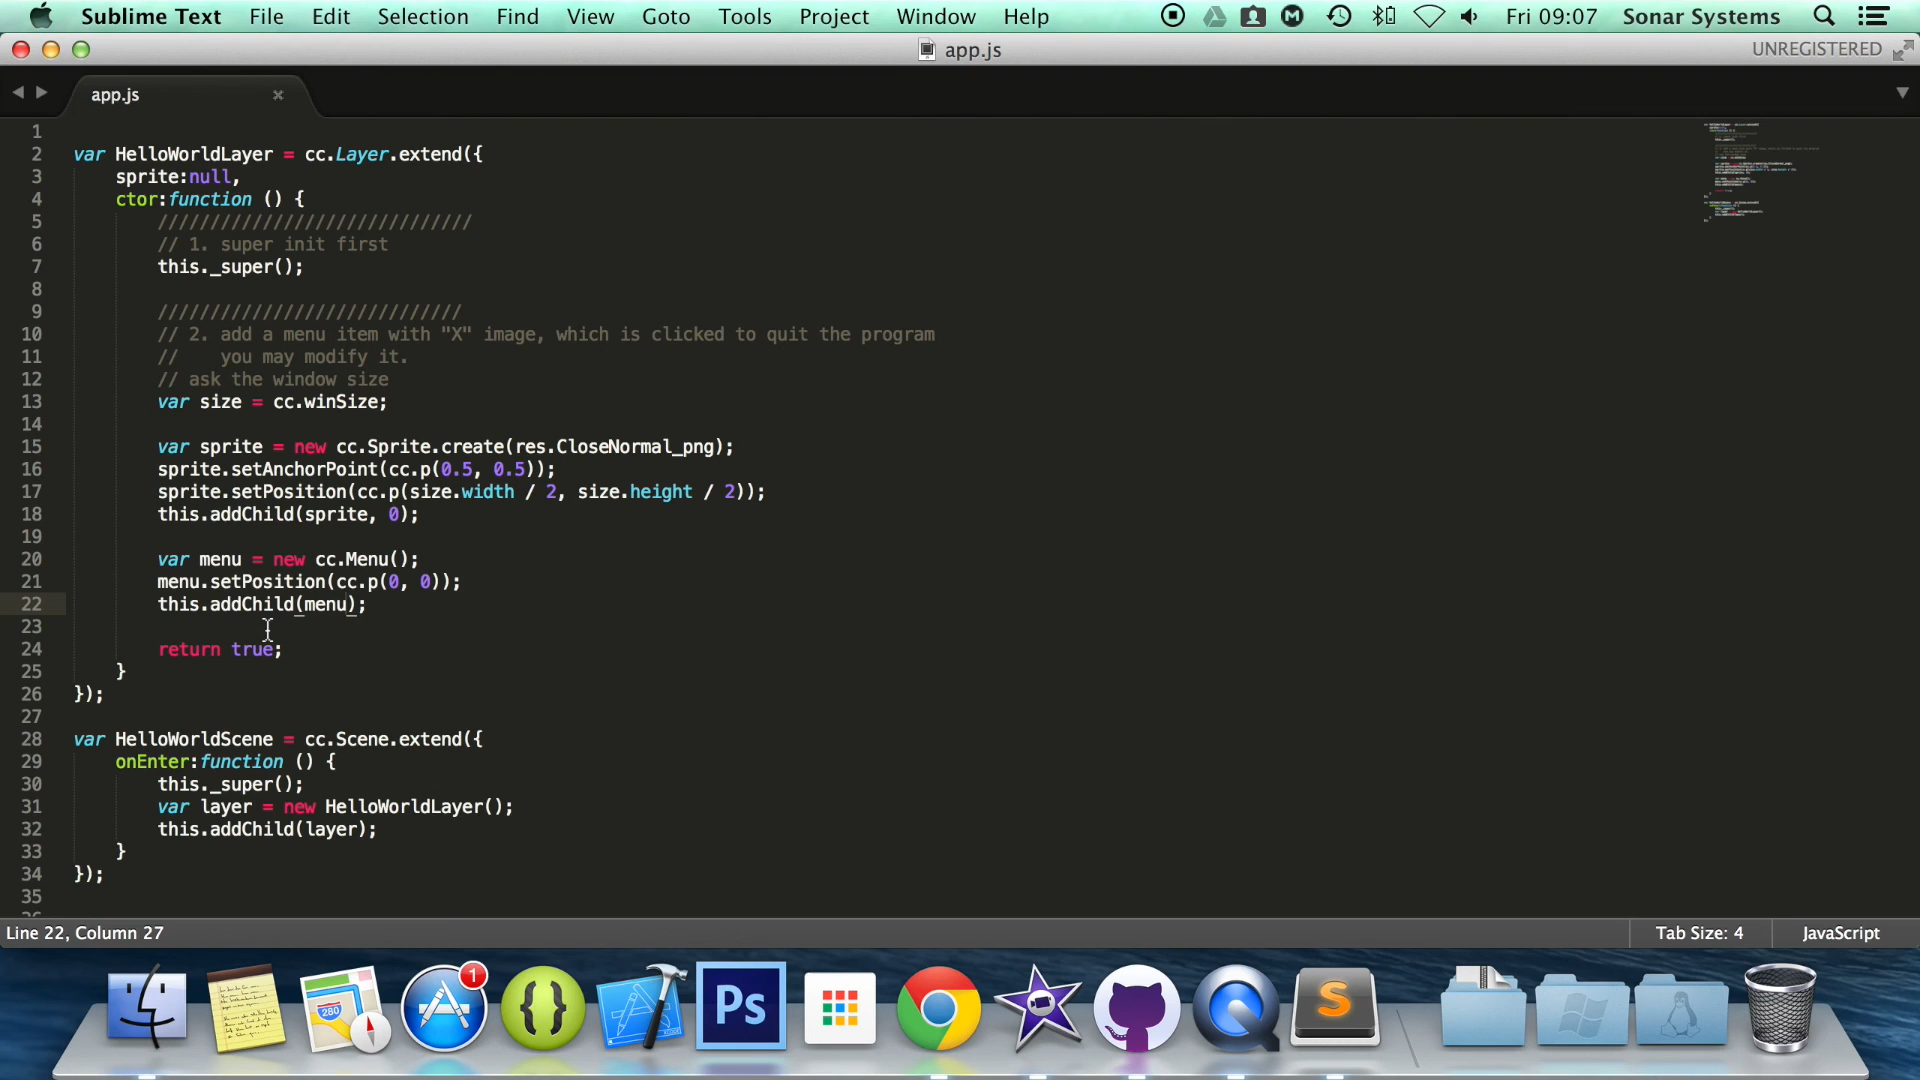 Sublime Text File Edit Selection Find View Goto Tools Project Window Help Fri 09:07 Sonar Systems
app.js UNREGISTERED
app.js
1
2 var HelloWorldLayer = cc.Layer.extend({
3 sprite:null,
4 ctor:function () {
5 //////////////////////////////
6 // 1. super init first
7 this._super();
8
9 /////////////////////////////
10 // 2. add a menu item with "X" image, which is clicked to quit the program
11 // you may modify it.
12 // ask the window size
13 var size = cc.winSize;
14
15 var sprite = new cc.Sprite.create(res.CloseNormal_png);
16 sprite.setAnchorPoint(cc.p(0.5, 0.5));
17 sprite.setPosition(cc.p(size.width / 2, size.height / 2));
18 this.addChild(sprite, 0);
19
20 var menu = new cc.Menu();
21 menu.setPosition(cc.p(0, 0));
22 this.addChild(menu);
23
24 return true;
25 }
26 });
27
28 var HelloWorldScene = cc.Scene.extend({
29 onEnter:function () {
30 this._super();
31 var layer = new HelloWorldLayer();
32 this.addChild(layer);
33 }
34 });
35
Line 22, Column 27 Tab Size: 4 JavaScript
280 1 {} Ps S